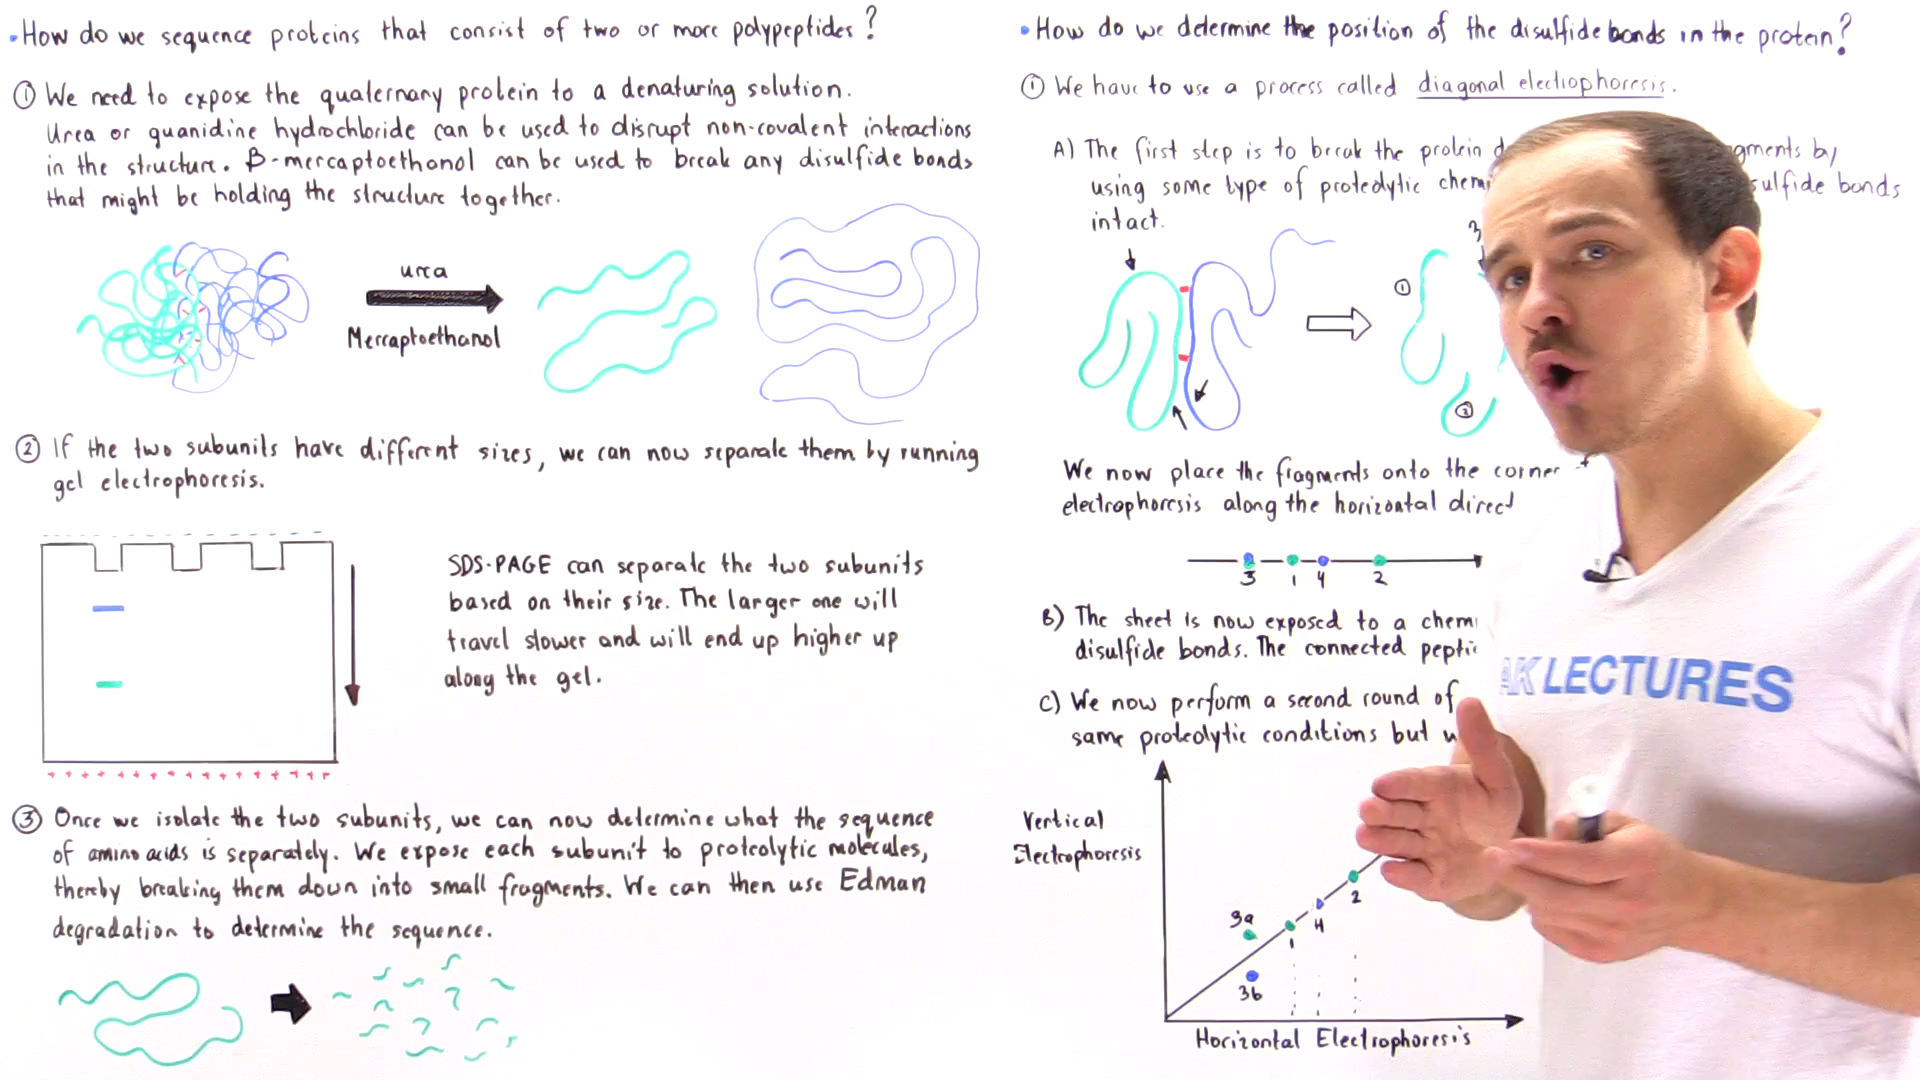 •How do we sequence proteins that consist of two or more polypeptides?
① We need to expose the quaternary protein to a denaturing solution.
Urea or guanidine hydrochloride can be used to disrupt non-covalent interactions
in the structure. β-mercaptoethanol can be used to break any disulfide bonds
that might be holding the structure together.
urea
Mercaptoethanol
② If the two subunits have different sizes, we can now separate them by running
gel electrophoresis.
SDS-PAGE can separate the two subunits
based on their size. The larger one will
travel slower and will end up higher up
along the gel.
+ + + + + + + + + + + + + + + + +
③ Once we isolate the two subunits, we can now determine what the sequence
of amino acids is separately. We expose each subunit to proteolytic molecules,
thereby breaking them down into small fragments. We can then use Edman
degradation to determine the sequence.
•How do we determine the position of the disulfide bonds in the protein?
① We have to use a process called diagonal electrophoresis.
A) The first step is to break the protein by
using some type of proteolytic bonds
intact.
3
①
②
We now place the fragments onto the corner
electrophoresis along the horizontal
3 1 4 2
B) The sheet is now exposed to a
disulfide bonds. The connected
C) We now perform a second round of
same proteolytic conditions but
Vertical
Electrophoresis
3a
3b
1
4
2
Horizontal Electrophoresis
AK LECTURES